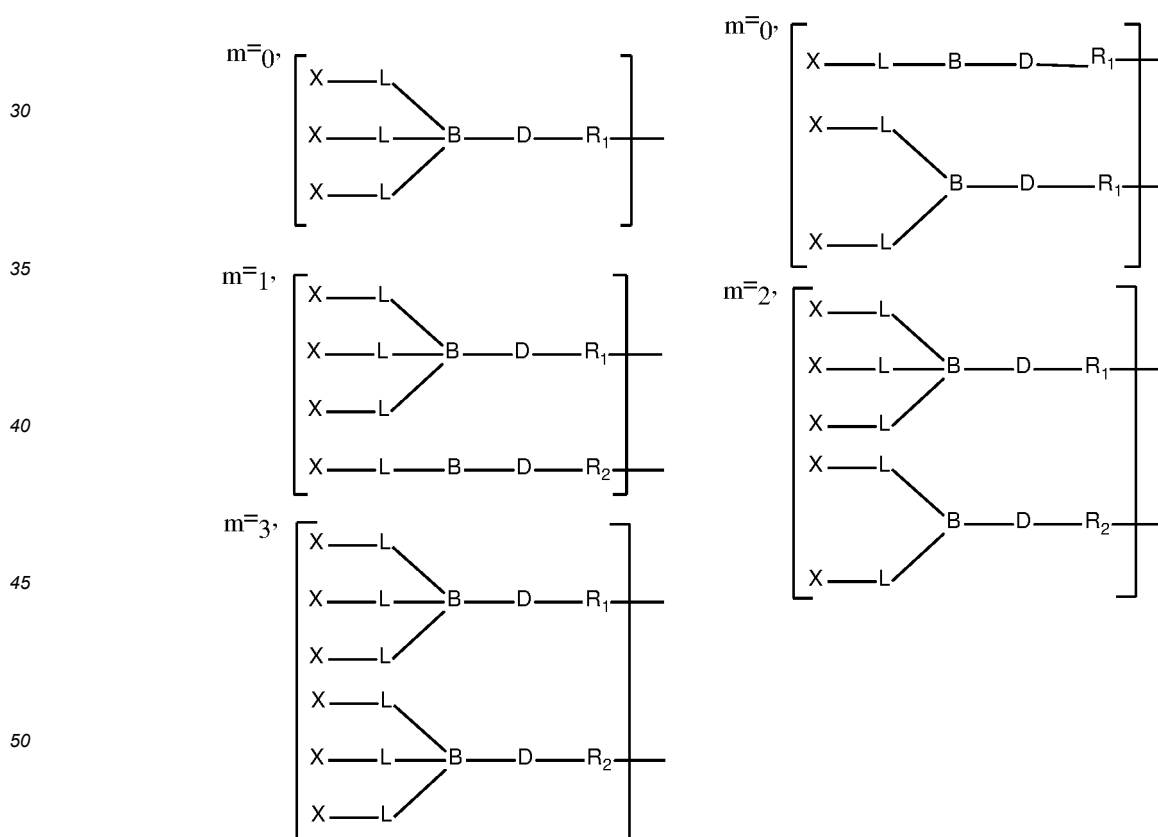 m=0,
X L
30
X L B D R1
X L
m=0,
X L B D R1
X L
B D R1
X L
35
m=1,
X L
X L B D R1
X L
40
X L B D R2
m=2,
X L
X L B D R1
X L
X L
B D R2
X L
m=3,
X L
45
X L B D R1
X L
X L
50
X L B D R2
X L